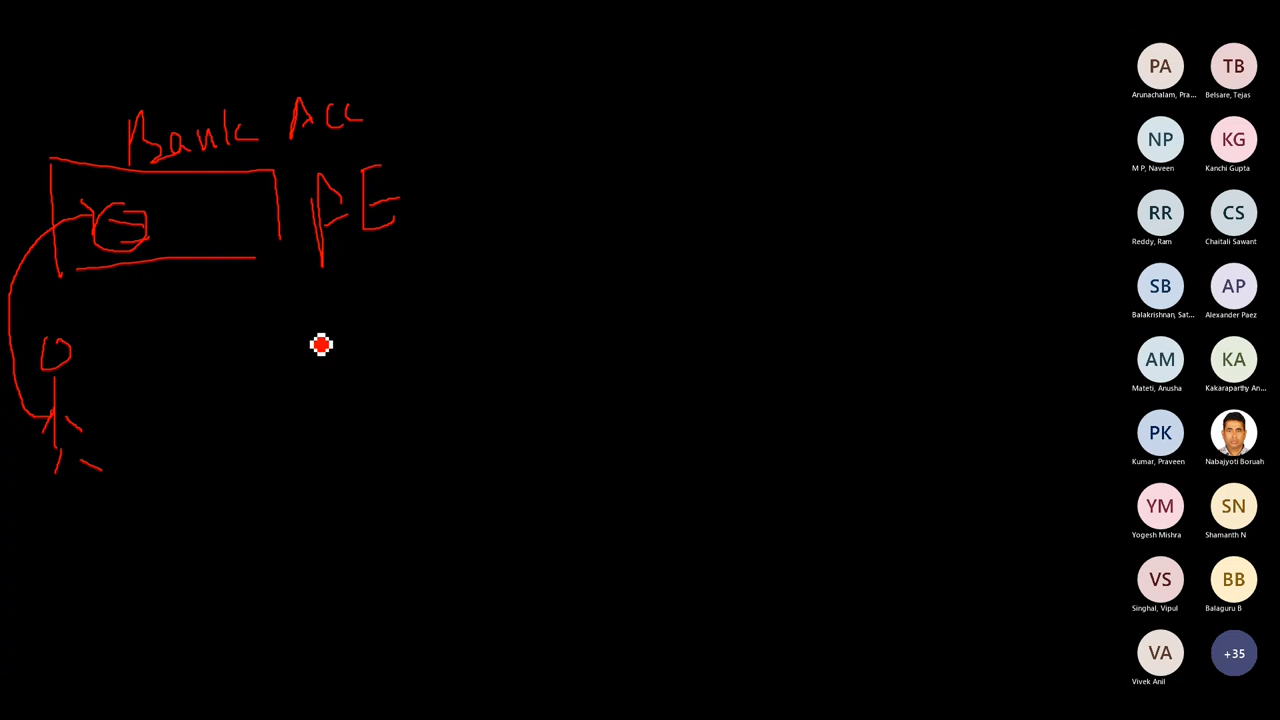 Bank Acc
PE
PA TB
Arunachalam, Pra... Belsare, Tejas
NP KG
M P, Naveen Kanchi Gupta
RR CS
Reddy, Ram Chaitali Sawant
SB AP
Balakrishnan, Sat... Alexander Paez
AM KA
Mateti, Anusha Kakaraparthy An...
PK
Kumar, Praveen Nabajyoti Boruah
YM SN
Yogesh Mishra Shamanth N
VS BB
Singhal, Vipul Balaguru B
VA +35
Vivek Anil